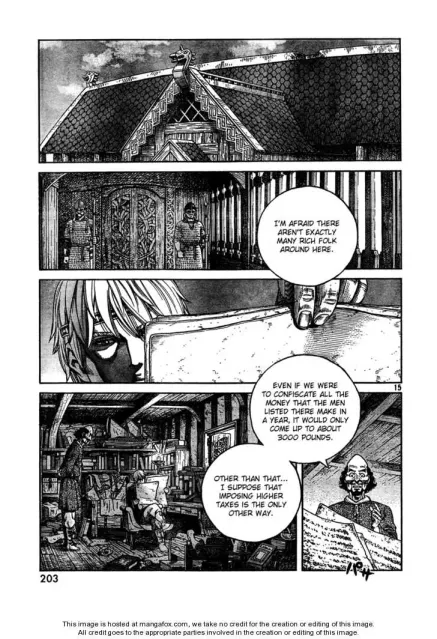 I'M AFRAID THERE
AREN'T EXACTLY
MANY RICH FOLK
AROUND HERE.
15
EVEN IF WE WERE
TO CONFISCATE ALL THE
MONEY THAT THE MEN
LISTED THERE MAKE IN
A YEAR, IT WOULD ONLY
COME UP TO ABOUT
3000 POUNDS.
OTHER THAN THAT...
I SUPPOSE THAT
IMPOSING HIGHER
TAXES IS THE ONLY
OTHER WAY.
203
This image is hosted at mangafox.com, we take no credit for the creation or editing of this image.
All credit goes to the appropriate parties involved in the creation or editing of this image.